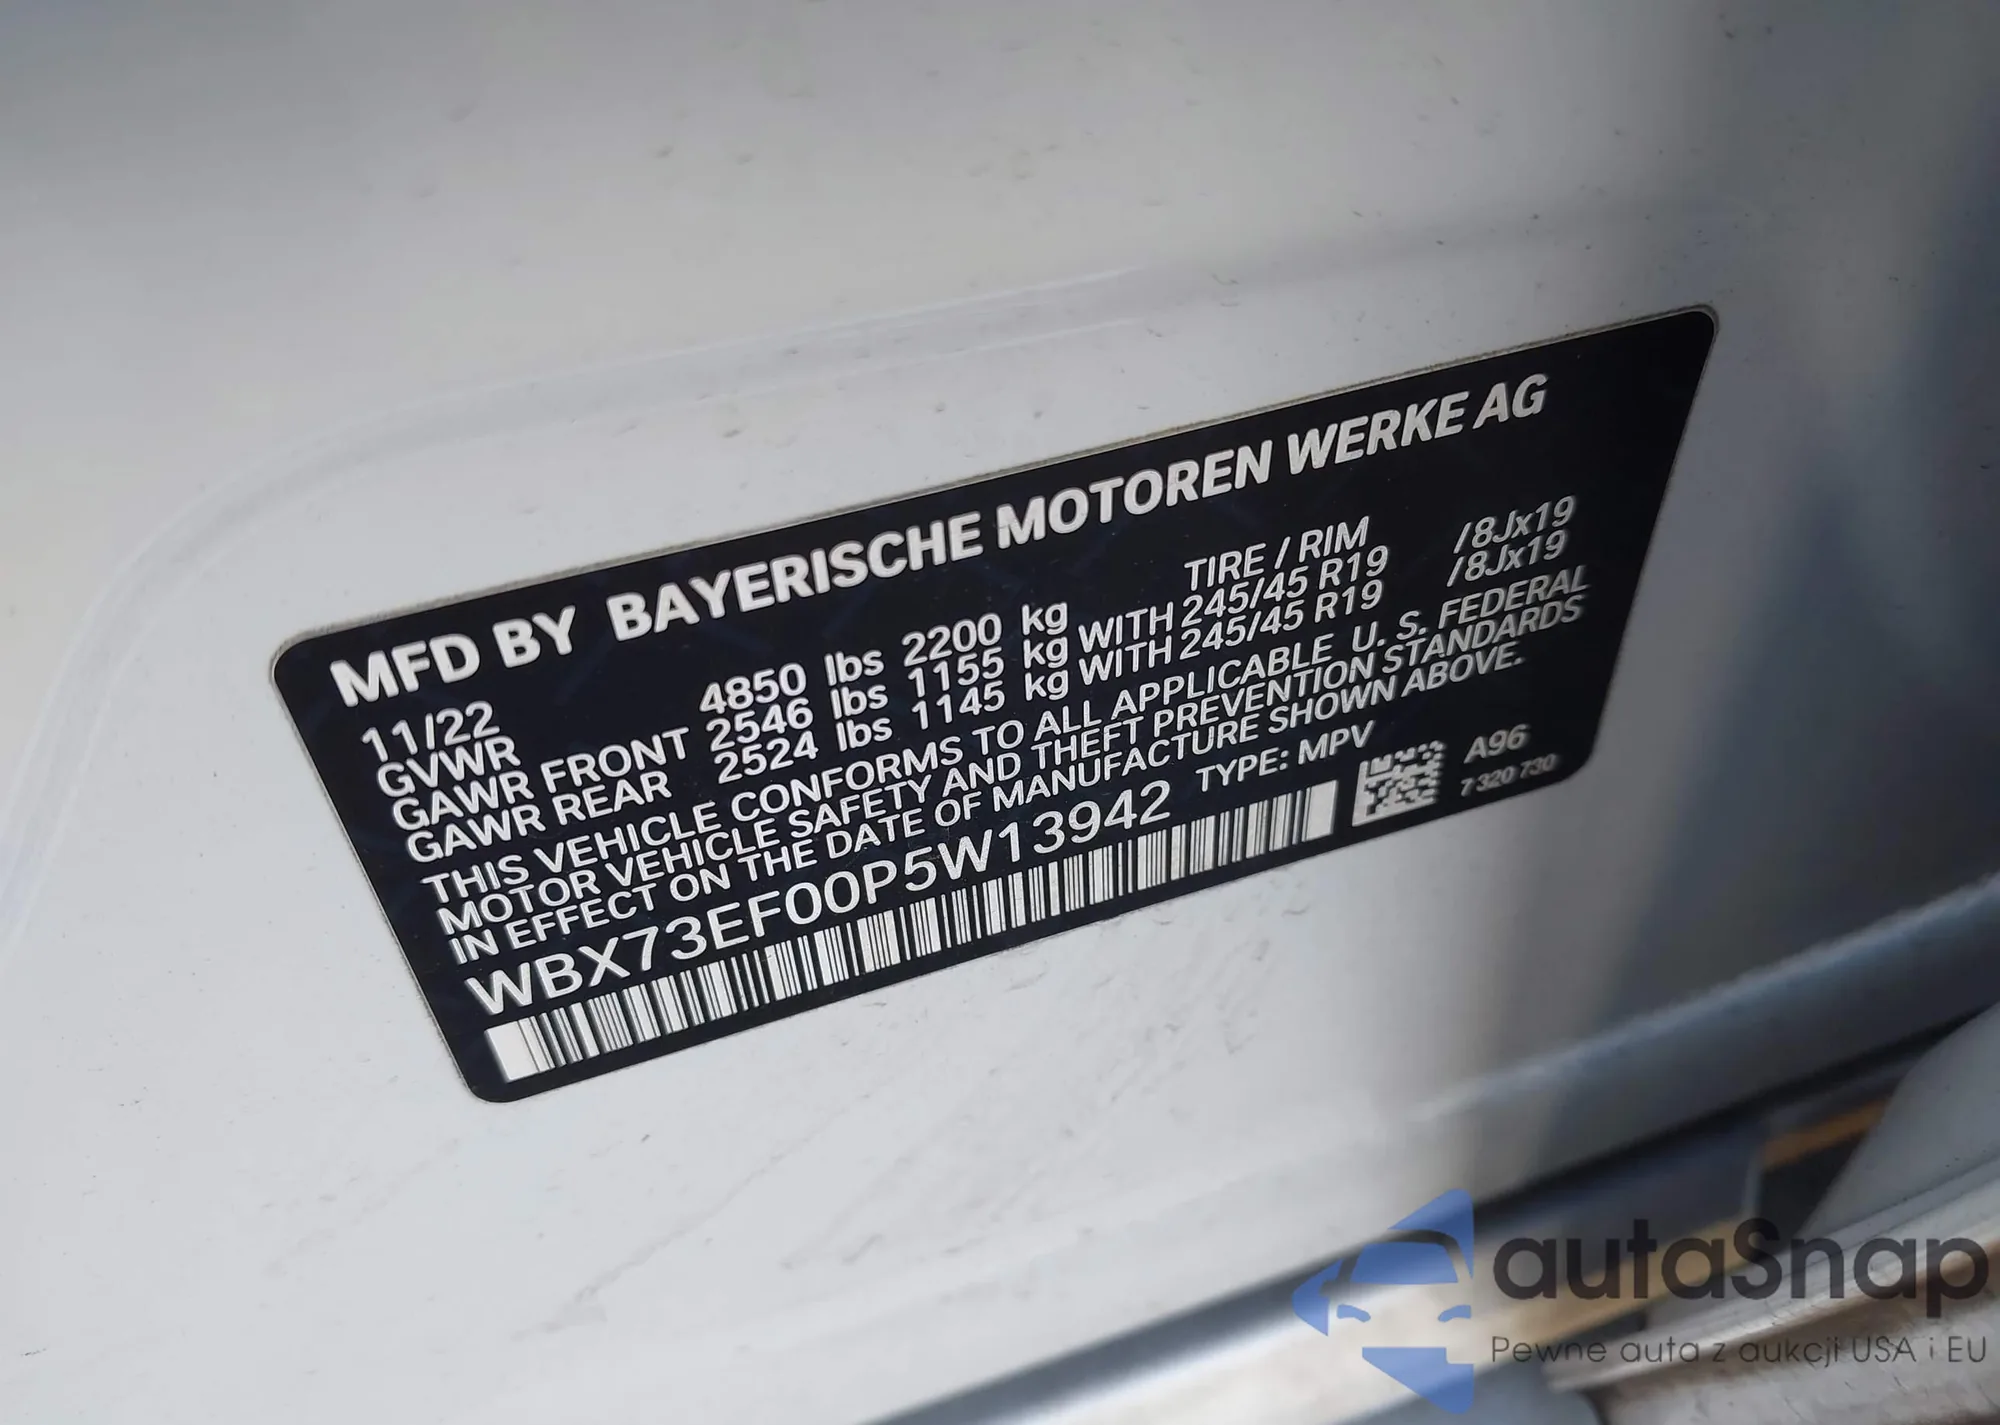 MFD BY BAYERISCHE MOTOREN WERKE AG
11/22 TIRE / RIM
GVWR 4850 lbs 2200 kg
GAWR FRONT 2546 lbs 1155 kg WITH 245/45 R19 /8Jx19
GAWR REAR 2524 lbs 1145 kg WITH 245/45 R19 /8Jx19
THIS VEHICLE CONFORMS TO ALL APPLICABLE U. S. FEDERAL
MOTOR VEHICLE SAFETY AND THEFT PREVENTION STANDARDS
IN EFFECT ON THE DATE OF MANUFACTURE SHOWN ABOVE.
WBX73EF00P5W13942 TYPE: MPV
A96
7 320 730
autaSnap
Pewne auta z aukcji USA i EU